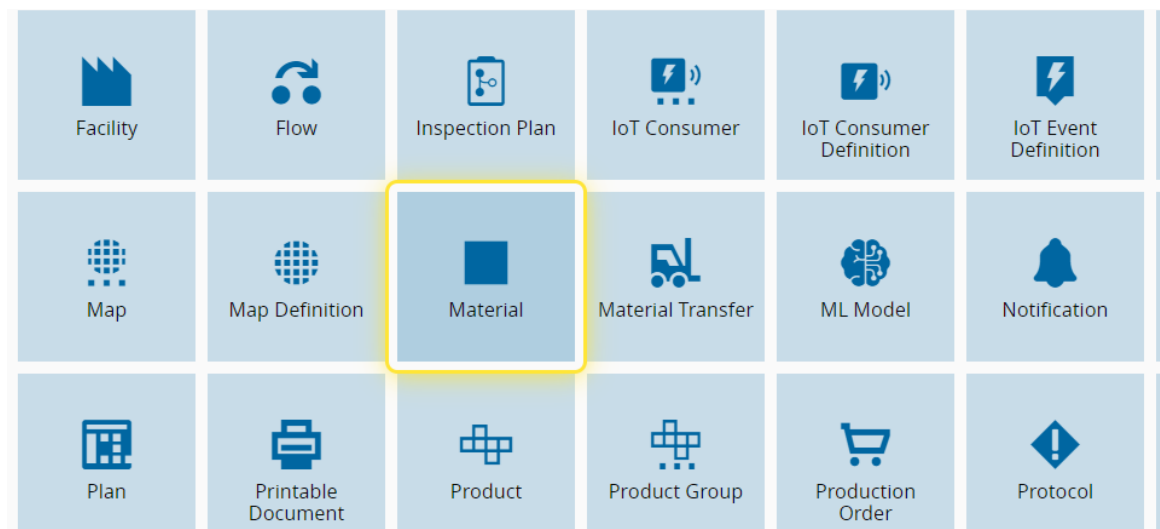 Facility
Flow
Inspection Plan
IoT Consumer
IoT Consumer
Definition
IoT Event
Definition
Map
Map Definition
Material
Material Transfer
ML Model
Notification
Plan
Printable
Document
Product
Product Group
Production
Order
Protocol